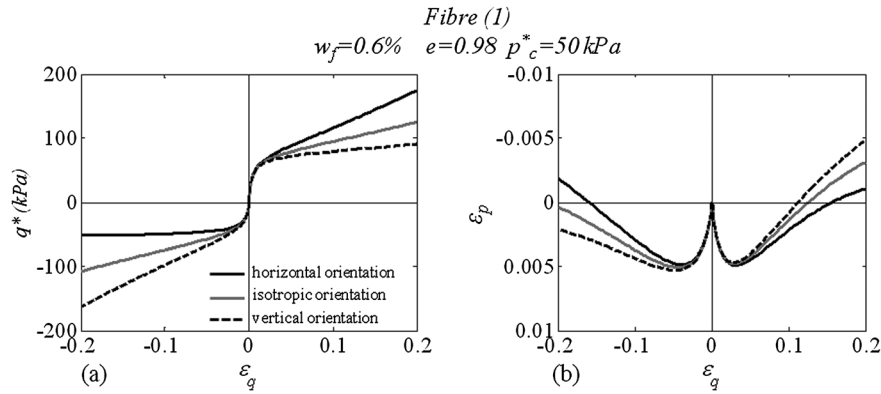 Fibre (1)
w_f=0.6% e=0.98 p*_c=50 kPa
200
100
0
-100
-200
q* (kPa)
horizontal orientation
isotropic orientation
vertical orientation
-0.2
-0.1
0
0.1
0.2
(a)
ε_q
-0.01
-0.005
0
0.005
0.01
ε_p
-0.2
-0.1
0
0.1
0.2
(b)
ε_q